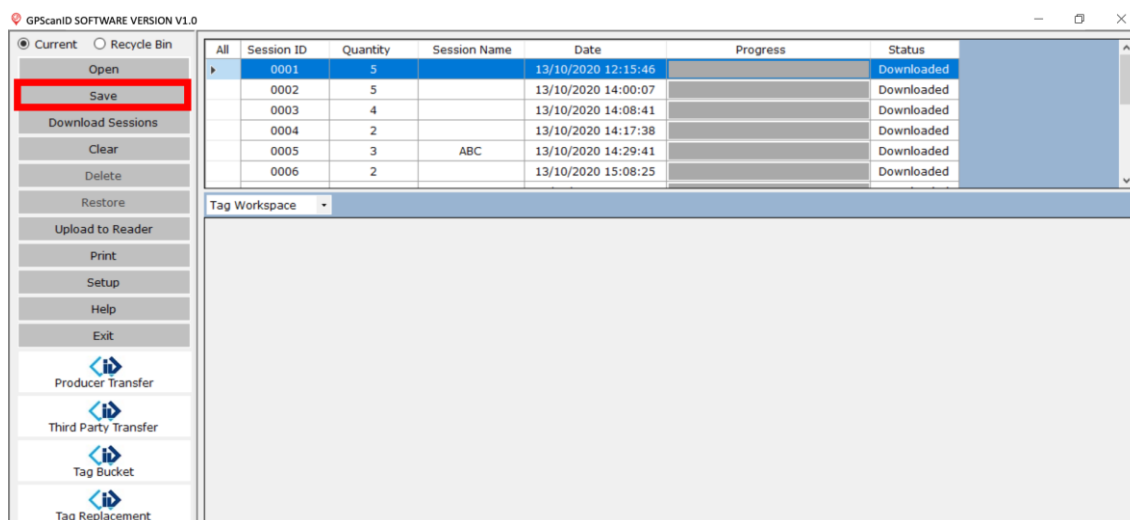 GPScanID SOFTWARE VERSION V1.0
Current Recycle Bin
Open
Save
Download Sessions
Clear
Delete
Restore
Upload to Reader
Print
Setup
Help
Exit
Producer Transfer
Third Party Transfer
Tag Bucket
Tag Replacement
All Session ID Quantity Session Name Date Progress Status
0001 5 13/10/2020 12:15:46 Downloaded
0002 5 13/10/2020 14:00:07 Downloaded
0003 4 13/10/2020 14:08:41 Downloaded
0004 2 13/10/2020 14:17:38 Downloaded
0005 3 ABC 13/10/2020 14:29:41 Downloaded
0006 2 13/10/2020 15:08:25 Downloaded
Tag Workspace